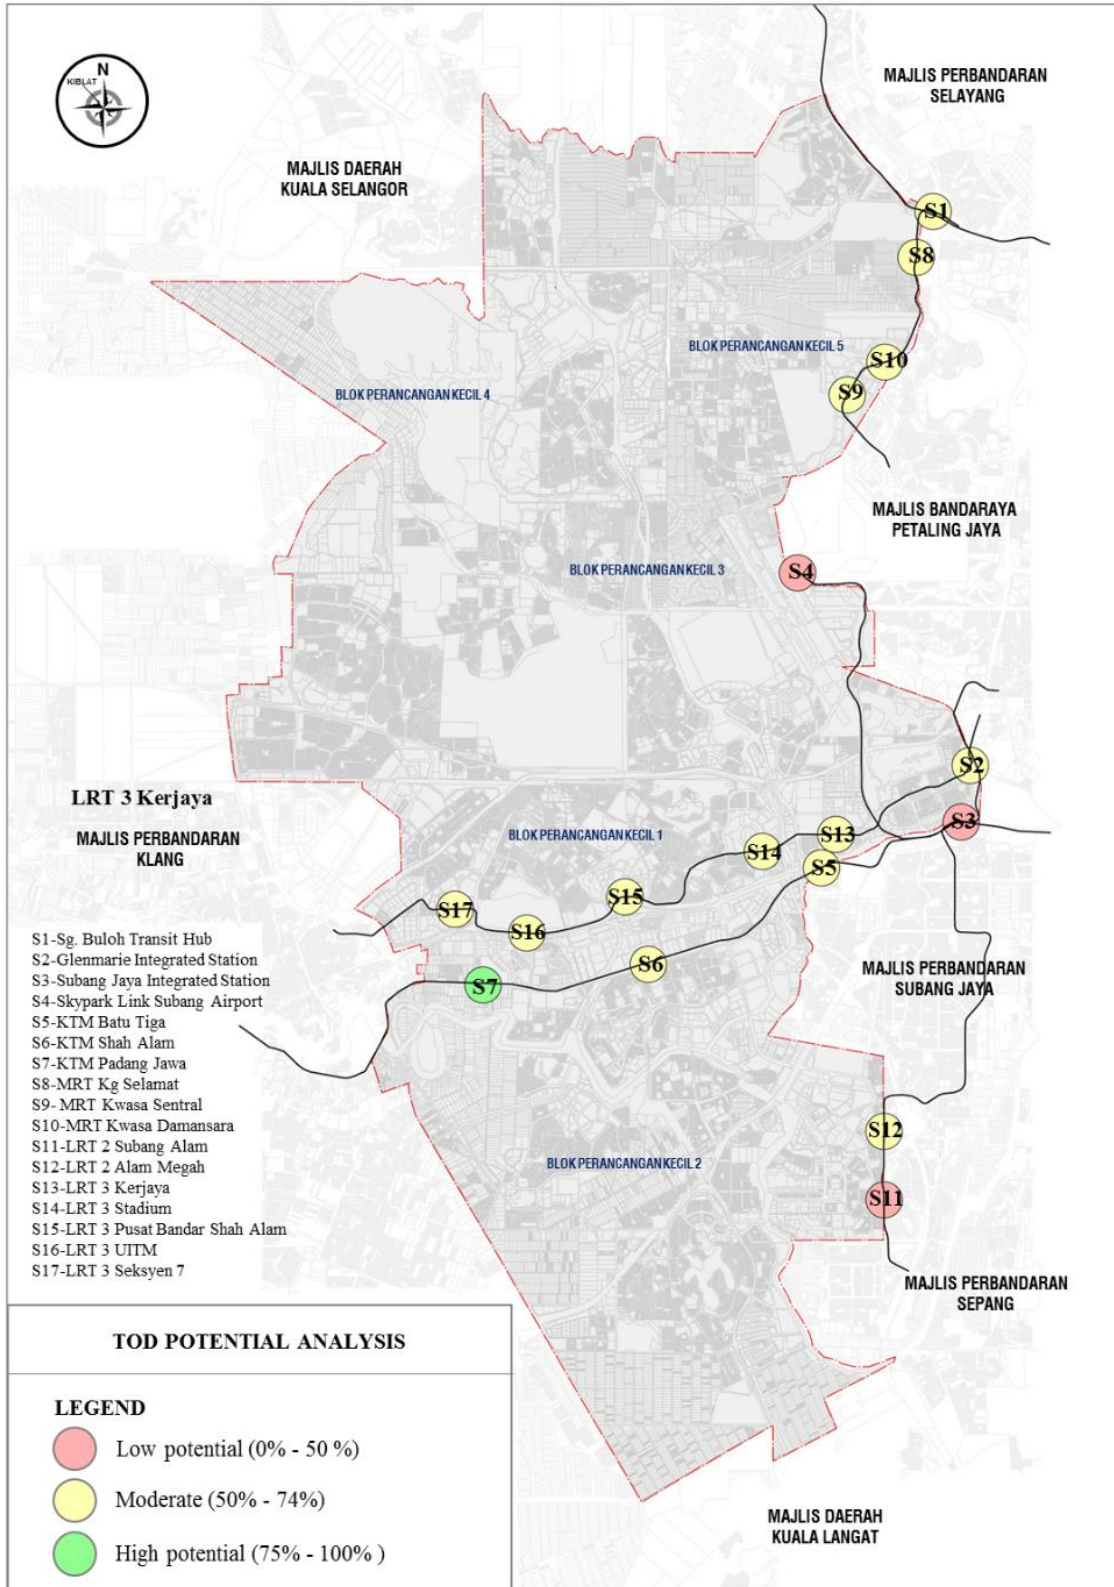 N
KIBLAT
MAJLIS PERBANDARAN
SELAYANG
MAJLIS DAERAH
KUALA SELANGOR
S1
S8
BLOK PERANCANGAN KECIL 5
S10
S9
BLOK PERANCANGAN KECIL 4
MAJLIS BANDARAYA
PETALING JAYA
BLOK PERANCANGAN KECIL 3
S4
S2
LRT 3 Kerjaya
MAJLIS PERBANDARAN
KLANG
S3
BLOK PERANCANGAN KECIL 1
S13
S14
S5
S15
S17
S16
S6
S7
MAJLIS PERBANDARAN
SUBANG JAYA
S1-Sg. Buloh Transit Hub
S2-Glenmarie Integrated Station
S3-Subang Jaya Integrated Station
S4-Skypark Link Subang Airport
S5-KTM Batu Tiga
S6-KTM Shah Alam
S7-KTM Padang Jawa
S8-MRT Kg Selamat
S9- MRT Kwasa Sentral
S10-MRT Kwasa Damansara
S11-LRT 2 Subang Alam
S12-LRT 2 Alam Megah
S13-LRT 3 Kerjaya
S14-LRT 3 Stadium
S15-LRT 3 Pusat Bandar Shah Alam
S16-LRT 3 UITM
S17-LRT 3 Seksyen 7
S12
BLOK PERANCANGAN KECIL 2
S11
MAJLIS PERBANDARAN
SEPANG
TOD POTENTIAL ANALYSIS
LEGEND
Low potential (0% - 50 %)
Moderate (50% - 74%)
High potential (75% - 100% )
MAJLIS DAERAH
KUALA LANGAT